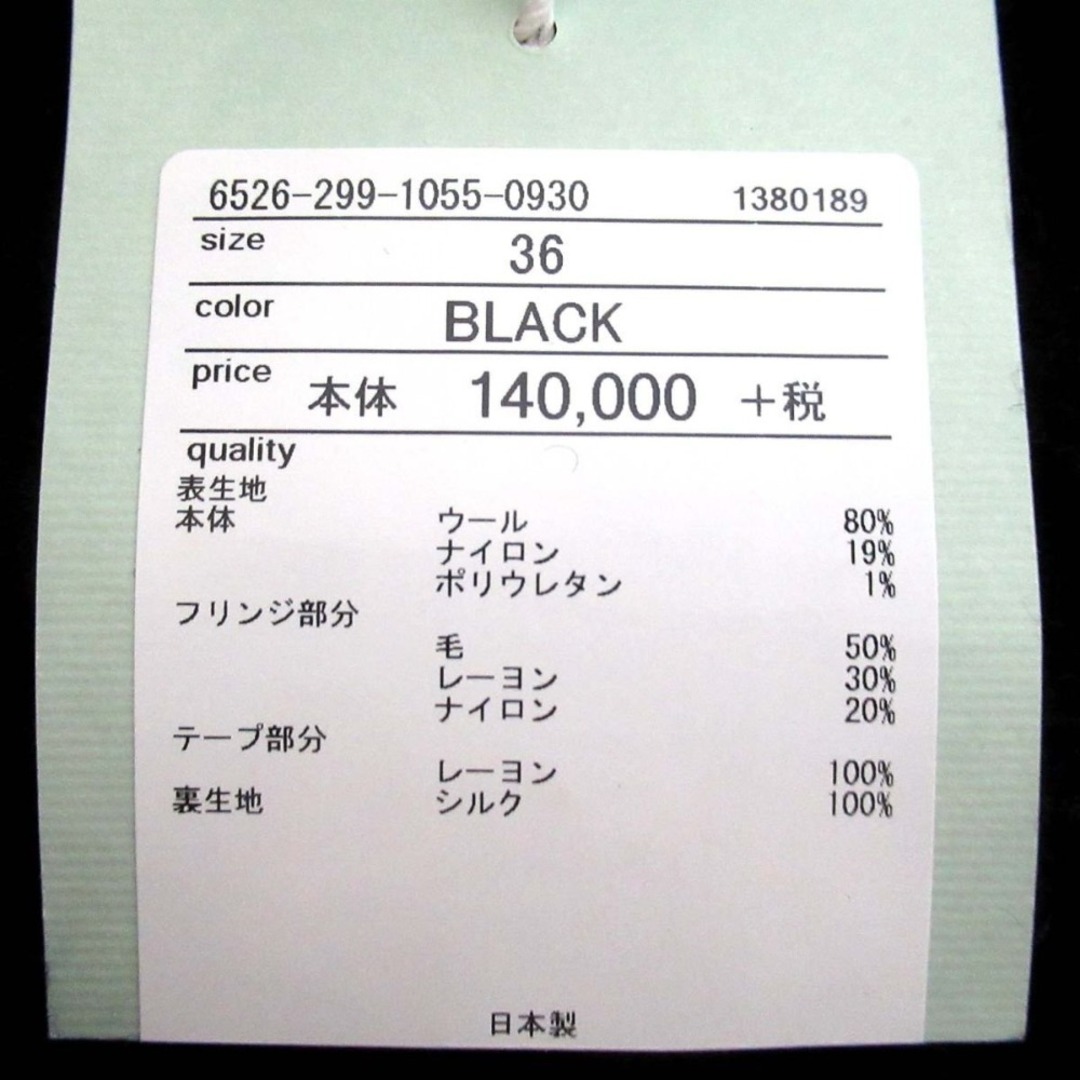 6526-299-1055-0930 1380189
size 36
color BLACK
price 本体 140,000 +税
quality
表生地
本体 ウール 80%
ナイロン 19%
ポリウレタン 1%
フリンジ部分
毛 50%
レーヨン 30%
ナイロン 20%
テープ部分
レーヨン 100%
裏生地 シルク 100%
日本製